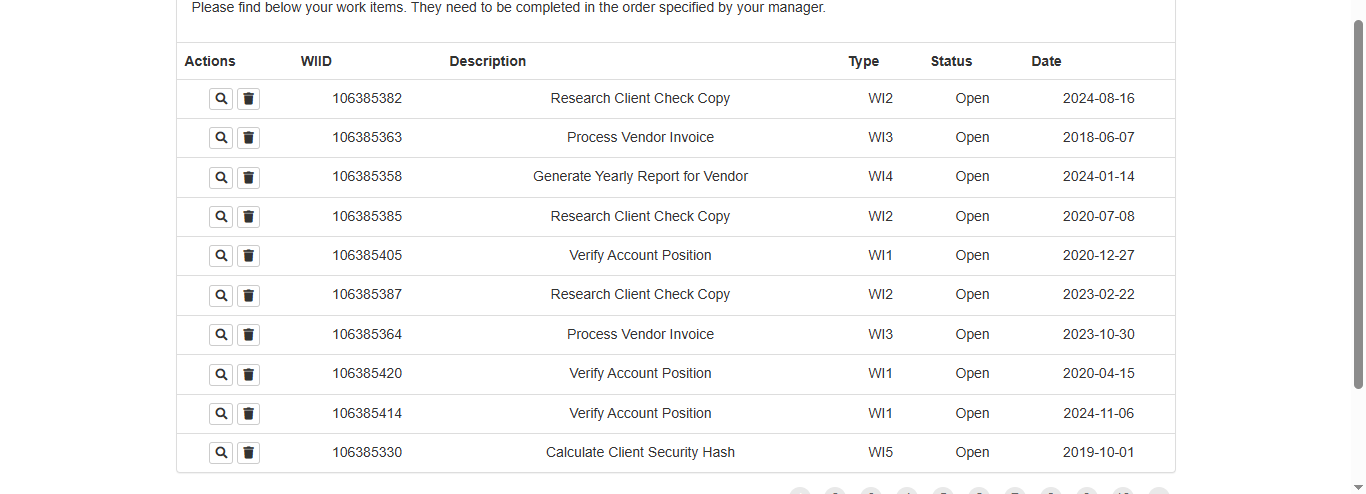 Please find below your work items. They need to be completed in the order specified by your manager.
Actions WIID Description Type Status Date
106385382 Research Client Check Copy WI2 Open 2024-08-16
106385363 Process Vendor Invoice WI3 Open 2018-06-07
106385358 Generate Yearly Report for Vendor WI4 Open 2024-01-14
106385385 Research Client Check Copy WI2 Open 2020-07-08
106385405 Verify Account Position WI1 Open 2020-12-27
106385387 Research Client Check Copy WI2 Open 2023-02-22
106385364 Process Vendor Invoice WI3 Open 2023-10-30
106385420 Verify Account Position WI1 Open 2020-04-15
106385414 Verify Account Position WI1 Open 2024-11-06
106385330 Calculate Client Security Hash WI5 Open 2019-10-01